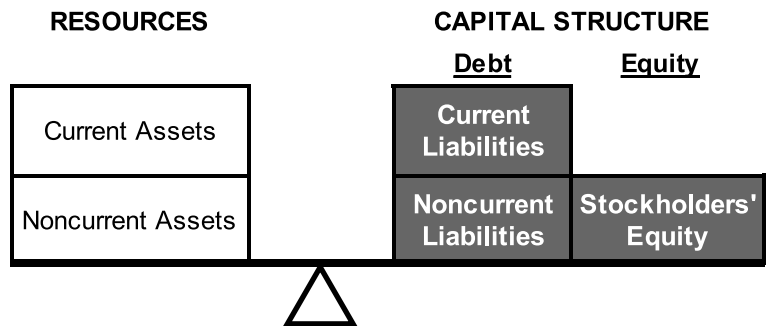 RESOURCES
CAPITAL STRUCTURE
Debt
Equity
Current Assets
Current
Liabilities
Noncurrent Assets
Noncurrent
Liabilities
Stockholders'
Equity